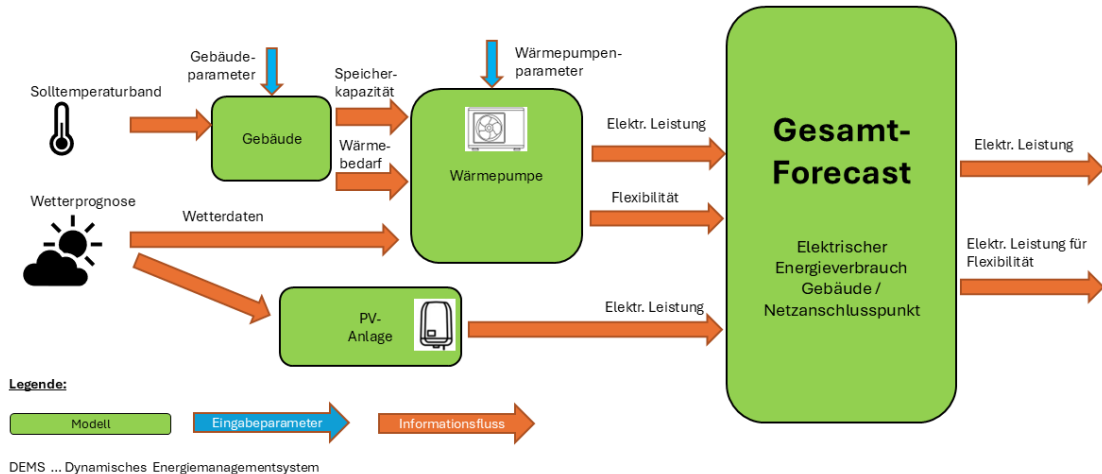 Gebäude-
parameter
Wärmepumpen-
parameter
Solltemperaturband
Speicher-
kapazität
Gebäude
Wärme-
bedarf
Wärmepumpe
Elektr. Leistung
Flexibilität
Wetterprognose
Wetterdaten
PV-
Anlage
Elektr. Leistung
Gesamt-
Forecast
Elektrischer
Energieverbrauch
Gebäude /
Netzanschlusspunkt
Elektr. Leistung
Elektr. Leistung für
Flexibilität
Legende:
Modell
Eingabeparameter
Informationsfluss
DEMS ... Dynamisches Energiemanagementsystem